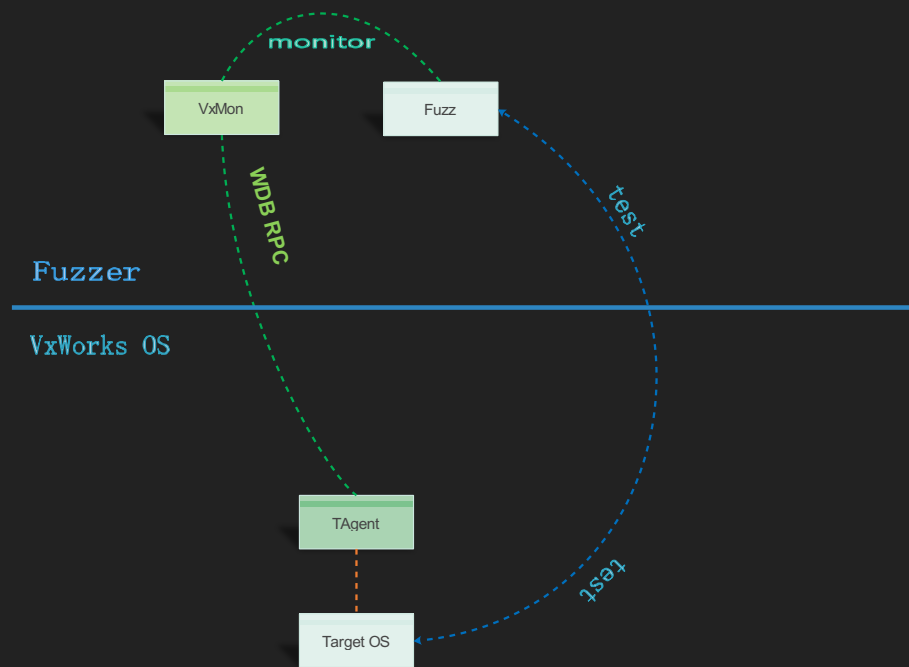 monitor
VxMon
Fuzz
WDB RPC
test
Fuzzer
VxWorks OS
TAgent
test
Target OS